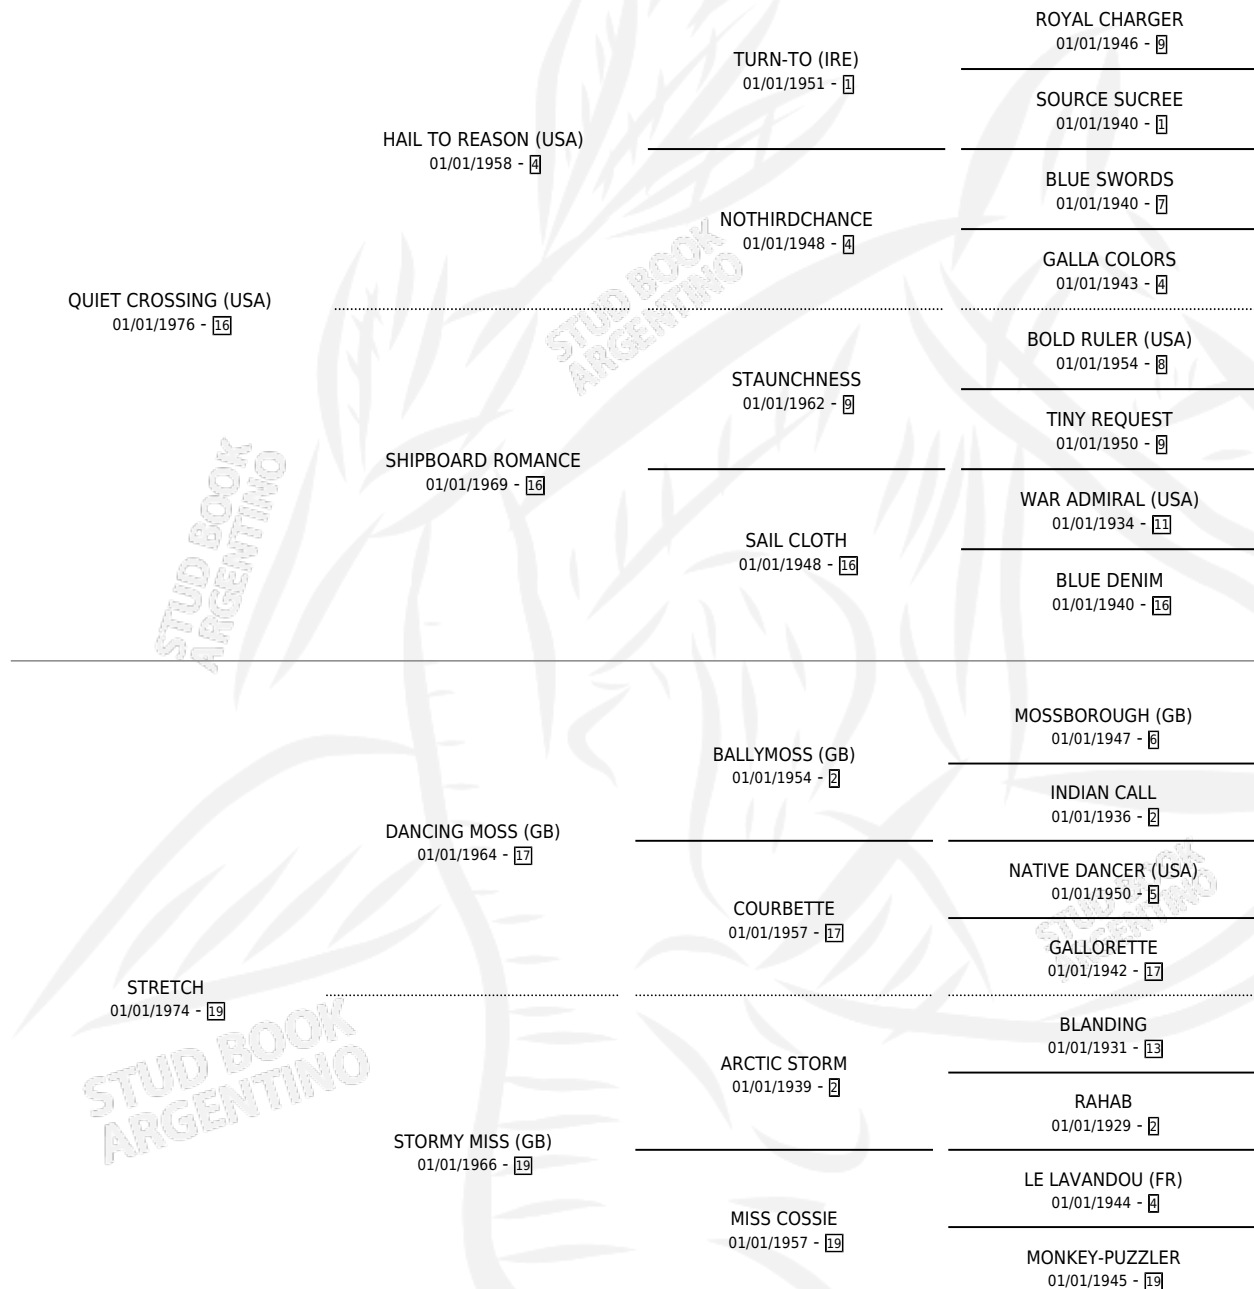 ROYAL CHARGER
01/01/1946 - 9
TURN-TO (IRE)
01/01/1951 - 1
SOURCE SUCREE
01/01/1940 - 1
HAIL TO REASON (USA)
01/01/1958 - 4
BLUE SWORDS
01/01/1940 - 7
NOTHIRDCHANCE
01/01/1948 - 4
GALLA COLORS
01/01/1943 - 4
QUIET CROSSING (USA)
01/01/1976 - 16
BOLD RULER (USA)
01/01/1954 - 8
STAUNCHNESS
01/01/1962 - 9
TINY REQUEST
01/01/1950 - 9
SHIPBOARD ROMANCE
01/01/1969 - 16
WAR ADMIRAL (USA)
01/01/1934 - 11
SAIL CLOTH
01/01/1948 - 16
BLUE DENIM
01/01/1940 - 16
MOSSBOROUGH (GB)
01/01/1947 - 6
BALLYMOSS (GB)
01/01/1954 - 2
INDIAN CALL
01/01/1936 - 2
DANCING MOSS (GB)
01/01/1964 - 17
NATIVE DANCER (USA)
01/01/1950 - 5
COURBETTE
01/01/1957 - 17
GALLORETTE
01/01/1942 - 17
STRETCH
01/01/1974 - 19
BLANDING
01/01/1931 - 13
ARCTIC STORM
01/01/1939 - 2
RAHAB
01/01/1929 - 2
STORMY MISS (GB)
01/01/1966 - 19
LE LAVANDOU (FR)
01/01/1944 - 4
MISS COSSIE
01/01/1957 - 19
MONKEY-PUZZLER
01/01/1945 - 19
STUD BOOK
ARGENTINO
STUD BOOK
ARGENTINO
STUD BOOK
ARGENTINO
STUD BOOK
ARGENTINO